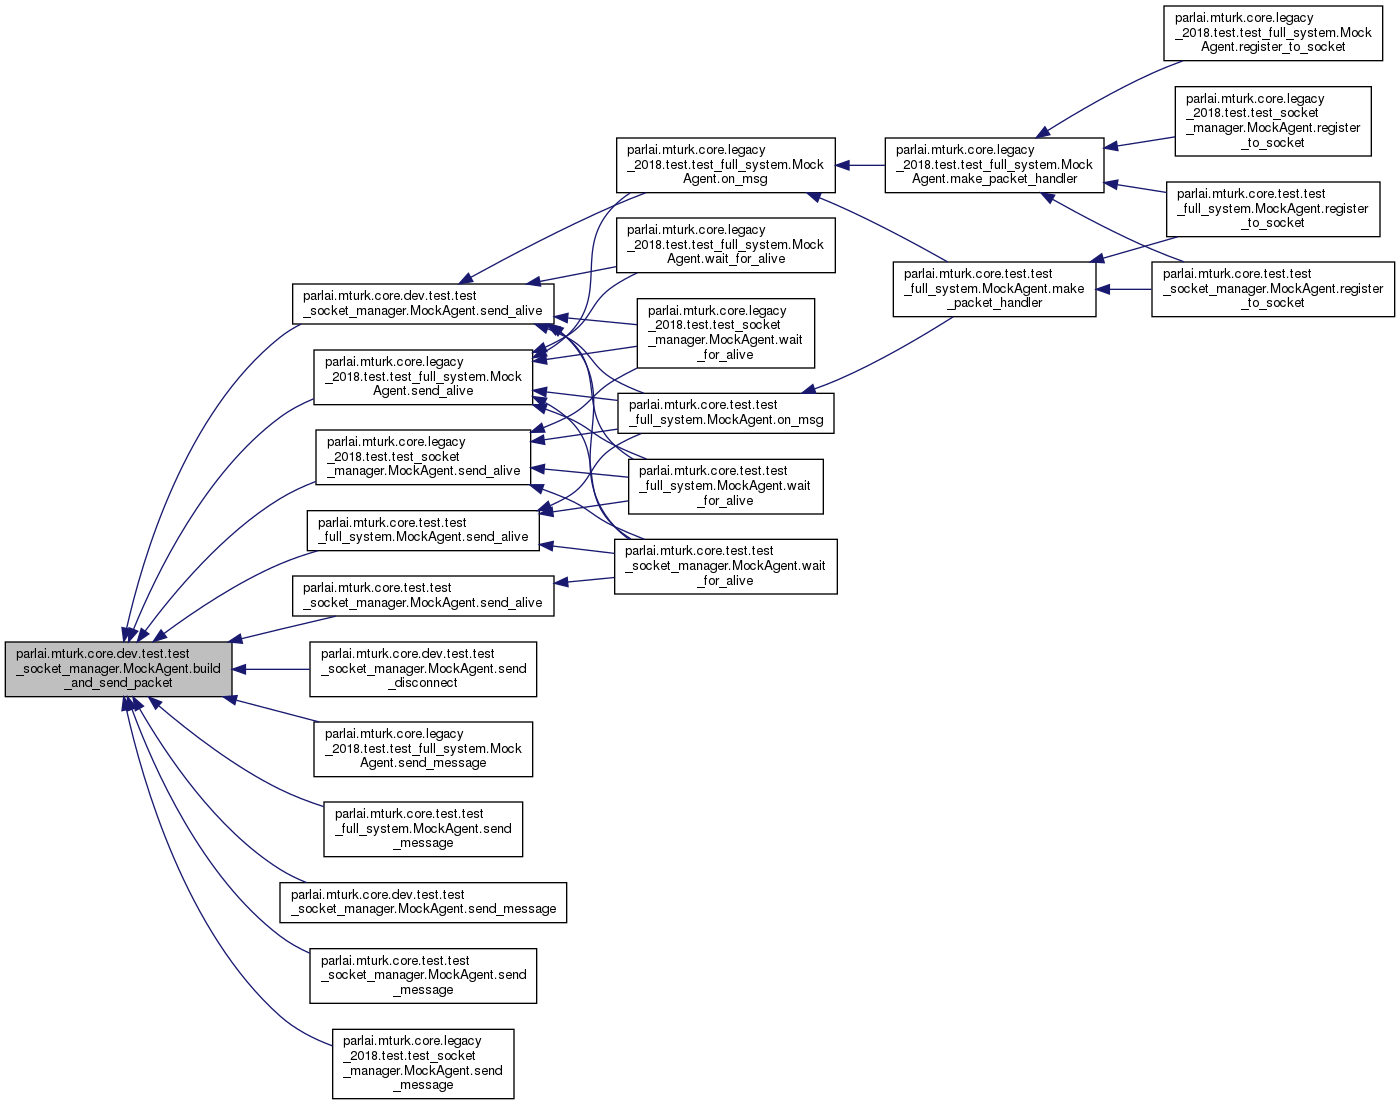 parlai.mturk.core.legacy
_2018.test.test_full_system.Mock
Agent.register_to_socket
parlai.mturk.core.legacy
_2018.test.test_socket
_manager.MockAgent.register
_to_socket
parlai.mturk.core.legacy
_2018.test.test_full_system.Mock
Agent.on_msg
parlai.mturk.core.legacy
_2018.test.test_full_system.Mock
Agent.make_packet_handler
parlai.mturk.core.test.test
_full_system.MockAgent.register
_to_socket
parlai.mturk.core.legacy
_2018.test.test_full_system.Mock
Agent.wait_for_alive
parlai.mturk.core.test.test
_full_system.MockAgent.make
_packet_handler
parlai.mturk.core.test.test
_socket_manager.MockAgent.register
_to_socket
parlai.mturk.core.dev.test.test
_socket_manager.MockAgent.send_alive
parlai.mturk.core.legacy
_2018.test.test_socket
_manager.MockAgent.wait
_for_alive
parlai.mturk.core.legacy
_2018.test.test_full_system.Mock
Agent.send_alive
parlai.mturk.core.test.test
_full_system.MockAgent.on_msg
parlai.mturk.core.legacy
_2018.test.test_socket
_manager.MockAgent.send_alive
parlai.mturk.core.test.test
_full_system.MockAgent.wait
_for_alive
parlai.mturk.core.test.test
_full_system.MockAgent.send_alive
parlai.mturk.core.test.test
_socket_manager.MockAgent.wait
_for_alive
parlai.mturk.core.test.test
_socket_manager.MockAgent.send_alive
parlai.mturk.core.dev.test.test
_socket_manager.MockAgent.build
_and_send_packet
parlai.mturk.core.dev.test.test
_socket_manager.MockAgent.send
_disconnect
parlai.mturk.core.legacy
_2018.test.test_full_system.Mock
Agent.send_message
parlai.mturk.core.test.test
_full_system.MockAgent.send
_message
parlai.mturk.core.dev.test.test
_socket_manager.MockAgent.send_message
parlai.mturk.core.test.test
_socket_manager.MockAgent.send
_message
parlai.mturk.core.legacy
_2018.test.test_socket
_manager.MockAgent.send
_message